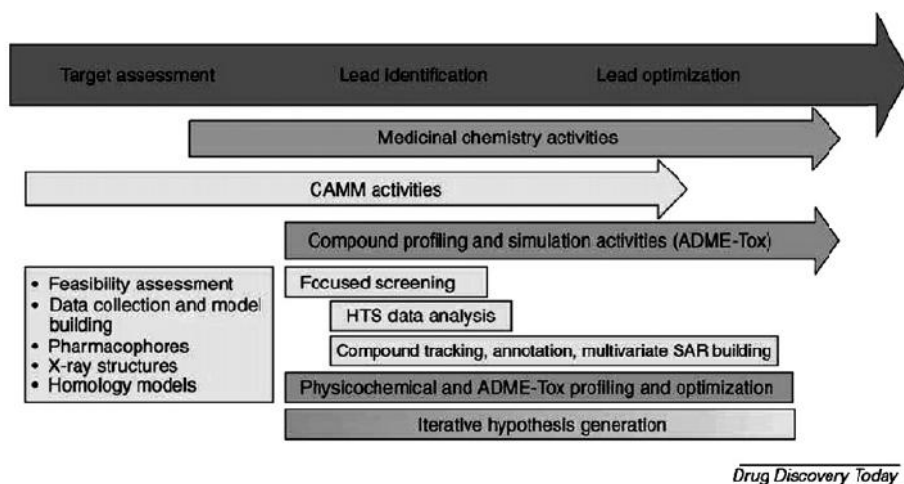 Target assessment
Lead identification
Lead optimization
Medicinal chemistry activities
CAMM activities
Compound profiling and simulation activities (ADME-Tox)
• Feasibility assessment
• Data collection and model
building
• Pharmacophores
• X-ray structures
• Homology models
Focused screening
HTS data analysis
Compound tracking, annotation, multivariate SAR building
Physicochemical and ADME-Tox profiling and optimization
Iterative hypothesis generation
Drug Discovery Today